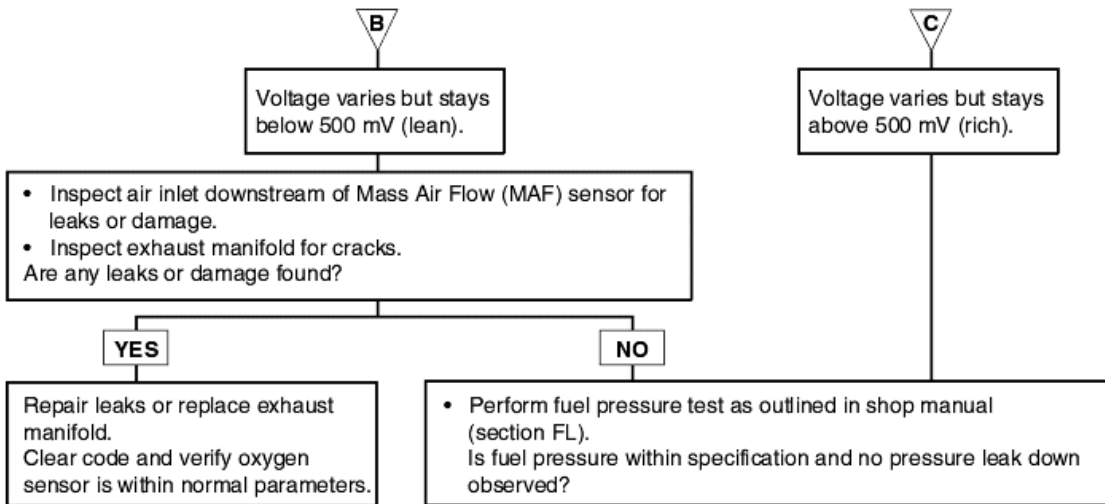 B
C
Voltage varies but stays
below 500 mV (lean).
Voltage varies but stays
above 500 mV (rich).
• Inspect air inlet downstream of Mass Air Flow (MAF) sensor for
leaks or damage.
• Inspect exhaust manifold for cracks.
Are any leaks or damage found?
YES
NO
Repair leaks or replace exhaust
manifold.
Clear code and verify oxygen
sensor is within normal parameters.
• Perform fuel pressure test as outlined in shop manual
(section FL).
Is fuel pressure within specification and no pressure leak down
observed?